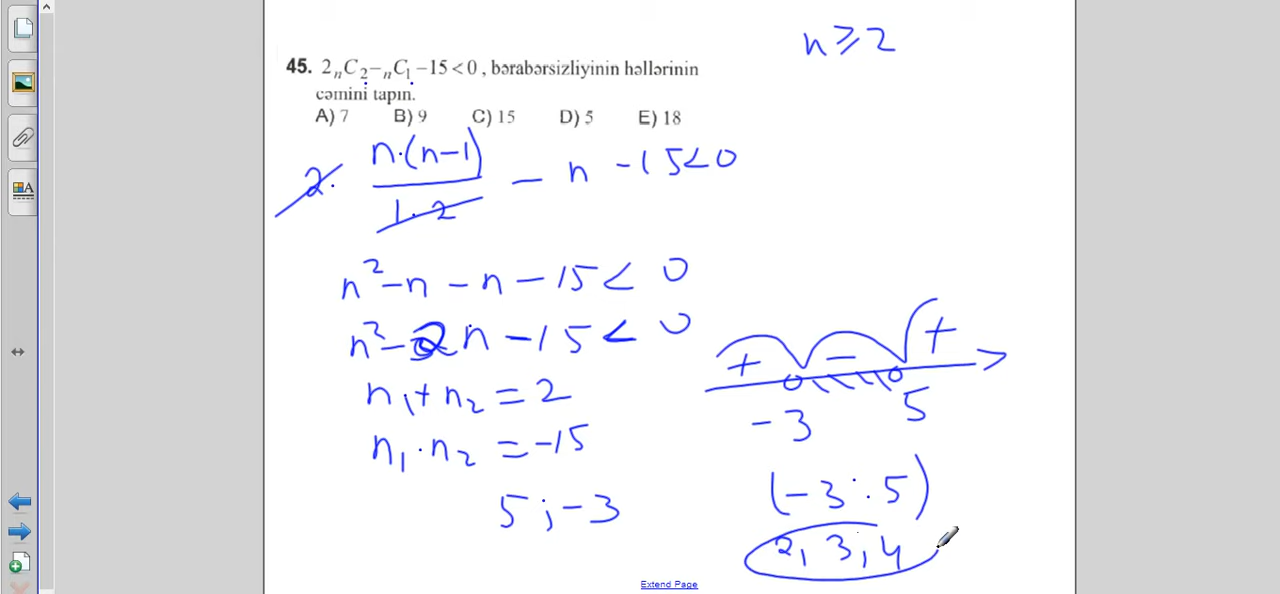 n ≥ 2
45. 2ₙC₂−ₙC₁−15<0, bərabərsizliyinin həllərinin
cəmini tapın.
A) 7 B) 9 C) 15 D) 5 E) 18
2· n·(n-1)/1·2 − n −15<0
n² − n − n − 15 < 0
n² − 2n − 15 < 0
n₁ + n₂ = 2
n₁ · n₂ = −15
5 ; −3
+ − +
−3 5
(−3 ; 5)
2, 3, 4
Extend Page